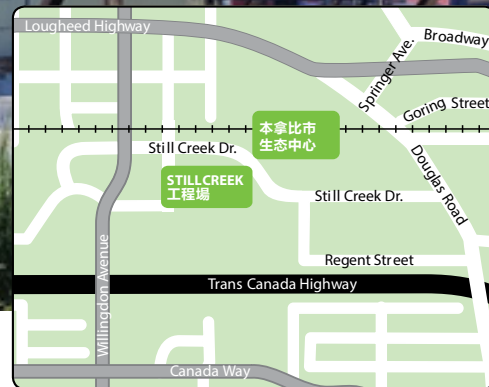 Lougheed Highway
Broadway
Springer Ave.
Goring Street
本拿比市
生态中心
Still Creek Dr.
Douglas Road
STILLCREEK
工程場
Still Creek Dr.
Willingdon Avenue
Regent Street
Trans Canada Highway
Canada Way